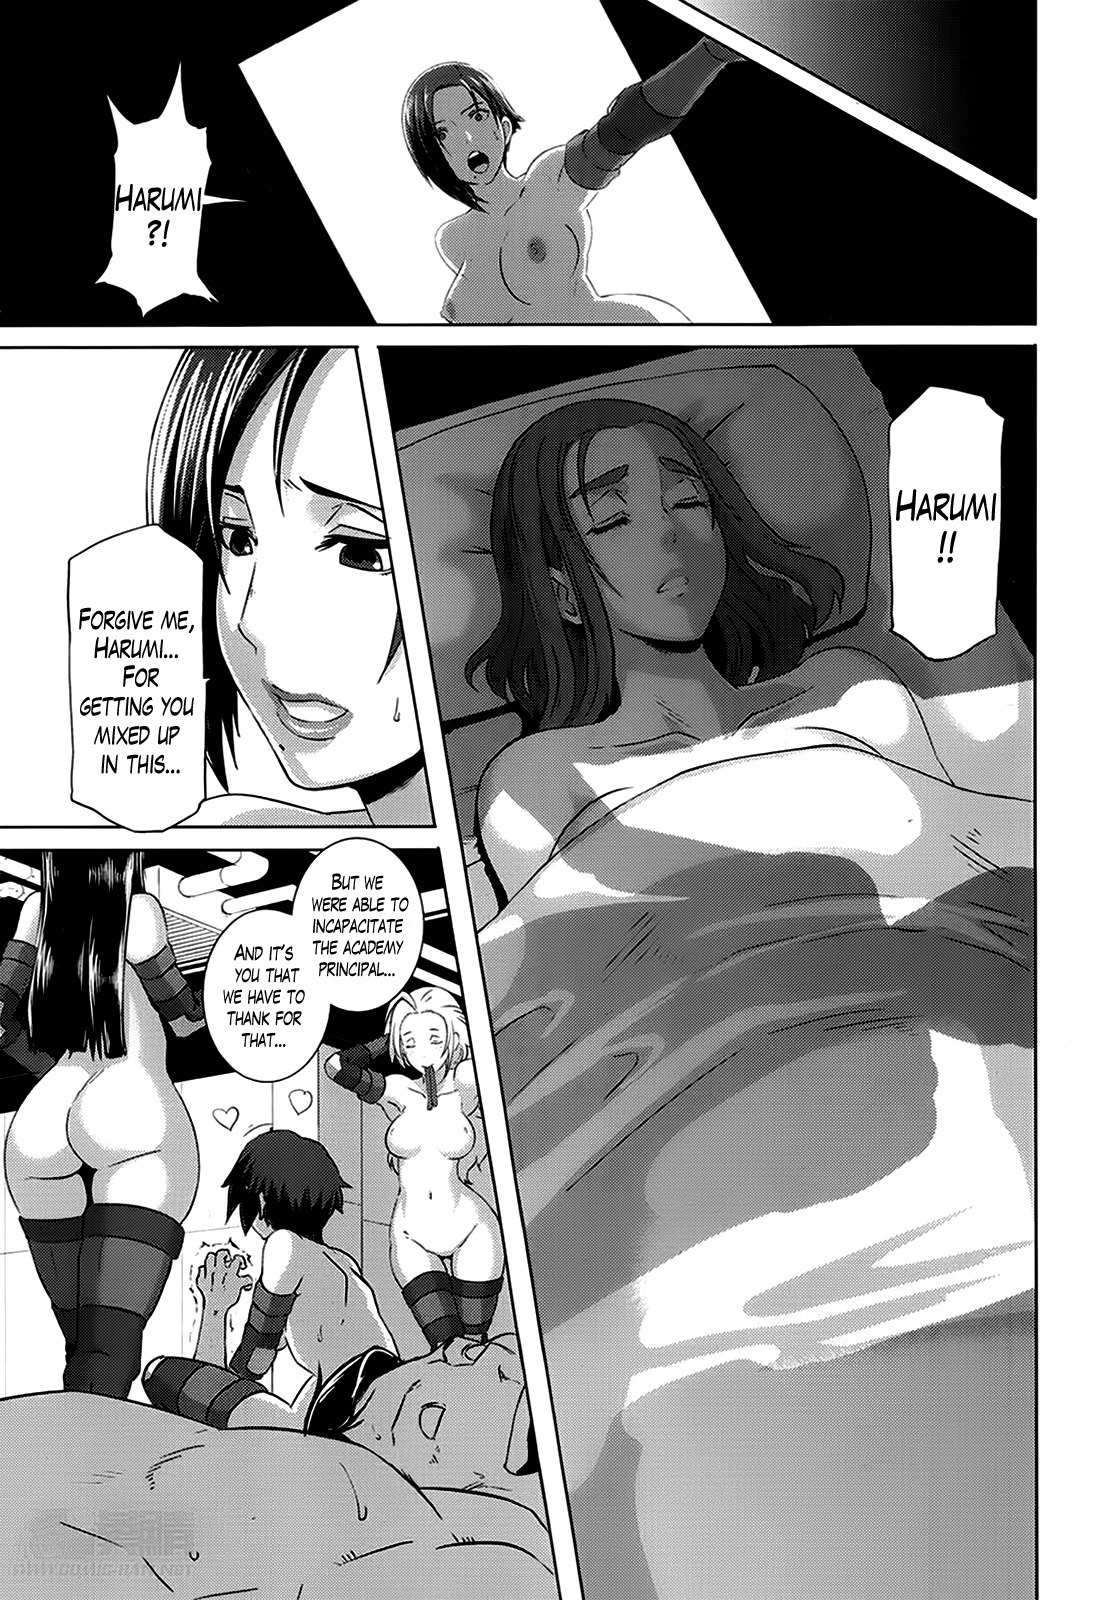 HARUMI
?!
HARUMI
!!
FORGIVE ME,
HARUMI...
FOR
GETTING YOU
MIXED UP
IN THIS...
BUT WE
WERE ABLE TO
INCAPACITATE
THE ACADEMY
PRINCIPAL...
AND IT'S
YOU THAT
WE HAVE TO
THANK FOR
THAT...